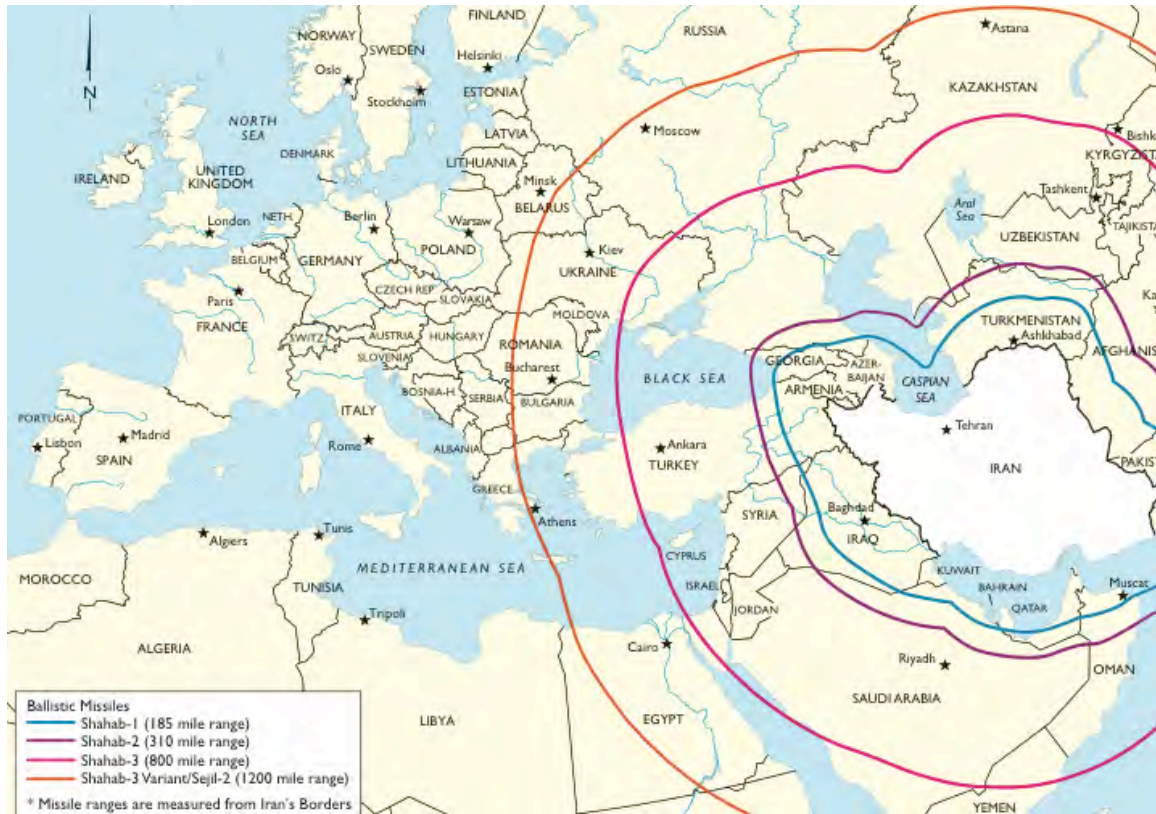 FINLAND
NORWAY
SWEDEN
RUSSIA
Astana
Helsinki
Oslo
N
Stockholm
ESTONIA
KAZAKHSTAN
NORTH
SEA
LATVIA
Moscow
Bishk
DENMARK
LITHUANIA
KYRGYZSTA
IRELAND
UNITED
KINGDOM
Minsk
BELARUS
Tashkent
Aral
Sea
London
NETH.
Berlin
Warsaw
POLAND
TAJIKISTA
UZBEKISTAN
BELGIUM
GERMANY
Kiev
UKRAINE
Paris
CZECH REP.
SLOVAKIA
Ka
FRANCE
MOLDOVA
SWITZ.
AUSTRIA
HUNGARY
ROMANIA
TURKMENISTAN
Ashkhabad
SLOVENIA
AFGHANIS
Bucharest
GEORGIA
AZER-
BAIJAN
BLACK SEA
CASPIAN
SEA
BOSNIA-H.
SERBIA
BULGARIA
ARMENIA
ITALY
PORTUGAL
Madrid
Tehran
Lisbon
SPAIN
Rome
ALBANIA
Ankara
TURKEY
PAKIST
IRAN
GREECE
Baghdad
IRAQ
SYRIA
Athens
Algiers
Tunis
CYPRUS
MEDITERRANEAN SEA
KUWAIT
MOROCCO
TUNISIA
ISRAEL
BAHRAIN
Muscat
JORDAN
QATAR
Tripoli
ALGERIA
Cairo
Riyadh
OMAN
SAUDI ARABIA
LIBYA
EGYPT
YEMEN
Ballistic Missiles
Shahab-1 (185 mile range)
Shahab-2 (310 mile range)
Shahab-3 (800 mile range)
Shahab-3 Variant/Sejil-2 (1200 mile range)
* Missile ranges are measured from Iran's Borders